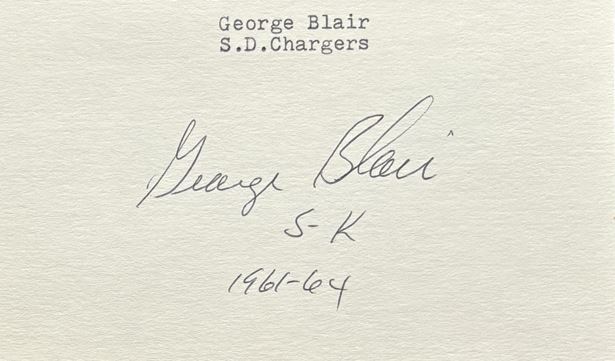 George Blair
S.D.Chargers
George Blair
S-K
1961-64